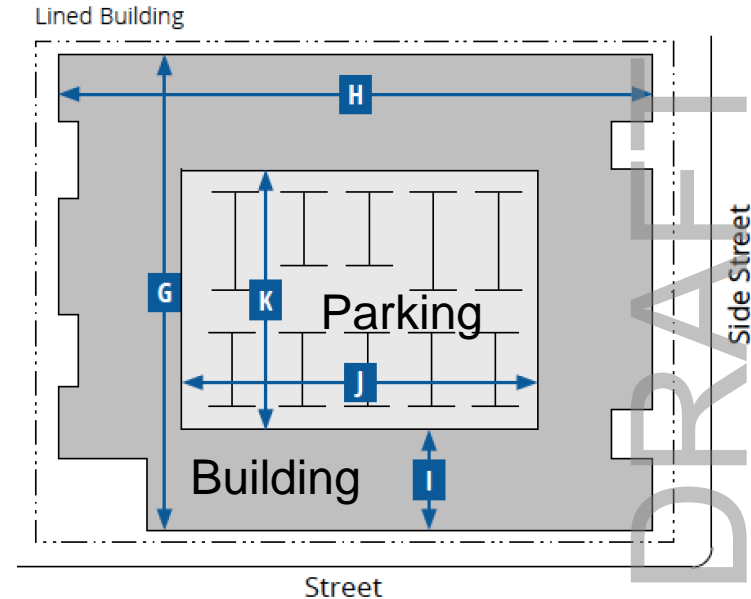 Lined Building
H
G
K
Parking
J
Building
I
Street
Side Street
DRAFT